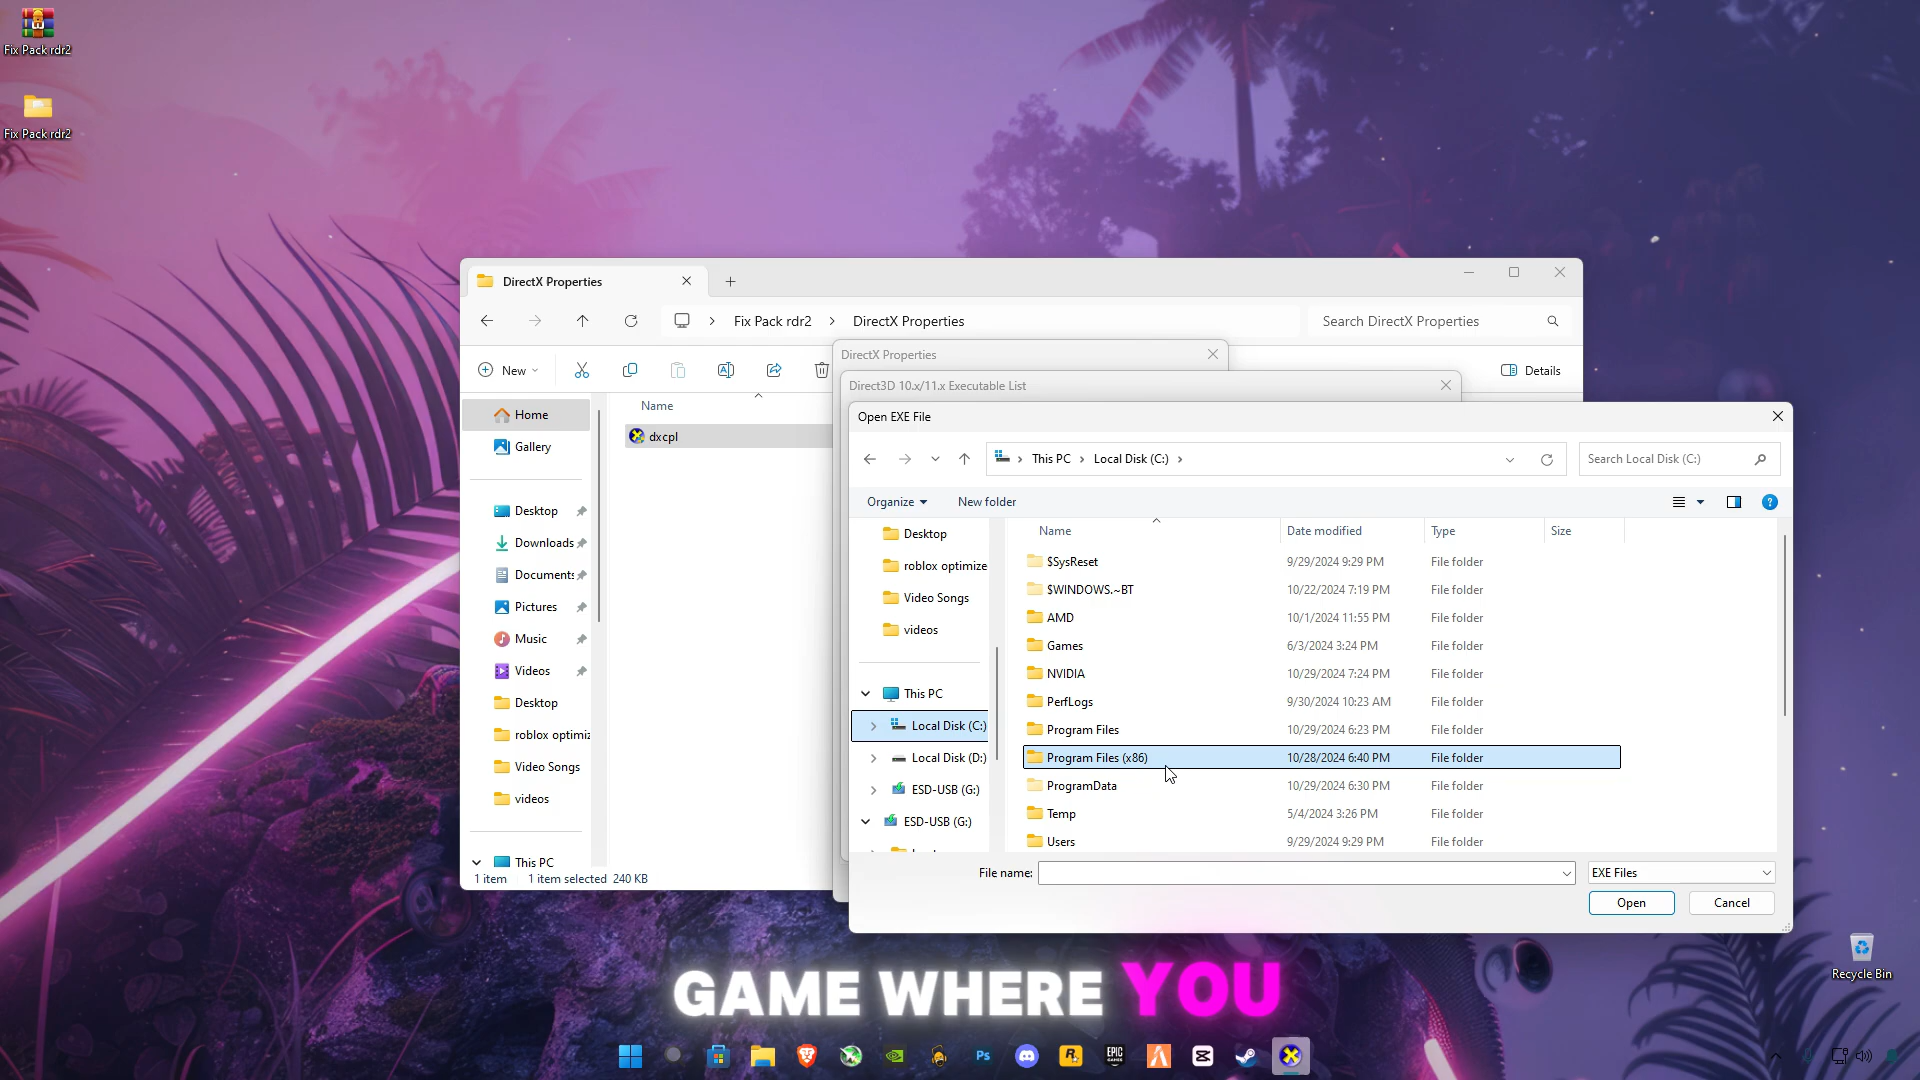 Fix Pack rdr2
Fix Pack rdr2
DirectX Properties
Fix Pack rdr2
DirectX Properties
Search DirectX Properties
New
Details
Home
Gallery
Desktop
Downloads
Documents
Pictures
Music
Videos
Desktop
roblox optimiz
Video Songs
videos
This PC
Name
dxcpl
1 item
1 item selected 240 KB
DirectX Properties
Direct3D 10.x/11.x Executable List
Open EXE File
This PC
Local Disk (C:)
Search Local Disk (C:)
Organize
New folder
Desktop
roblox optimize
Video Songs
videos
This PC
Local Disk (C:)
Local Disk (D:)
ESD-USB (G:)
ESD-USB (G:)
Name Date modified Type Size
$SysReset 9/29/2024 9:29 PM File folder
$WINDOWS.~BT 10/22/2024 7:19 PM File folder
AMD 10/1/2024 11:55 PM File folder
Games 6/3/2024 3:24 PM File folder
NVIDIA 10/29/2024 7:24 PM File folder
PerfLogs 9/30/2024 10:23 AM File folder
Program Files 10/29/2024 6:23 PM File folder
Program Files (x86) 10/28/2024 6:40 PM File folder
ProgramData 10/29/2024 6:30 PM File folder
Temp 5/4/2024 3:26 PM File folder
Users 9/29/2024 9:29 PM File folder
File name:
EXE Files
Open
Cancel
Recycle Bin
GAME WHERE YOU
Ps
EPIC
GAMES